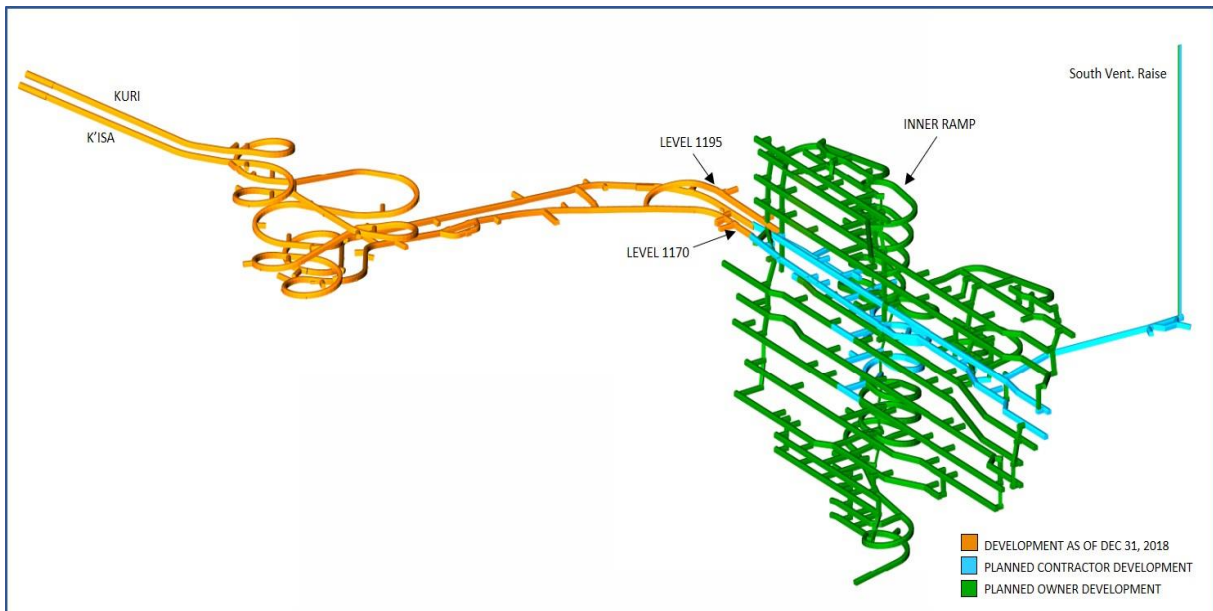 South Vent. Raise
KURI
K'ISA
INNER RAMP
LEVEL 1195
LEVEL 1170
DEVELOPMENT AS OF DEC 31, 2018
PLANNED CONTRACTOR DEVELOPMENT
PLANNED OWNER DEVELOPMENT